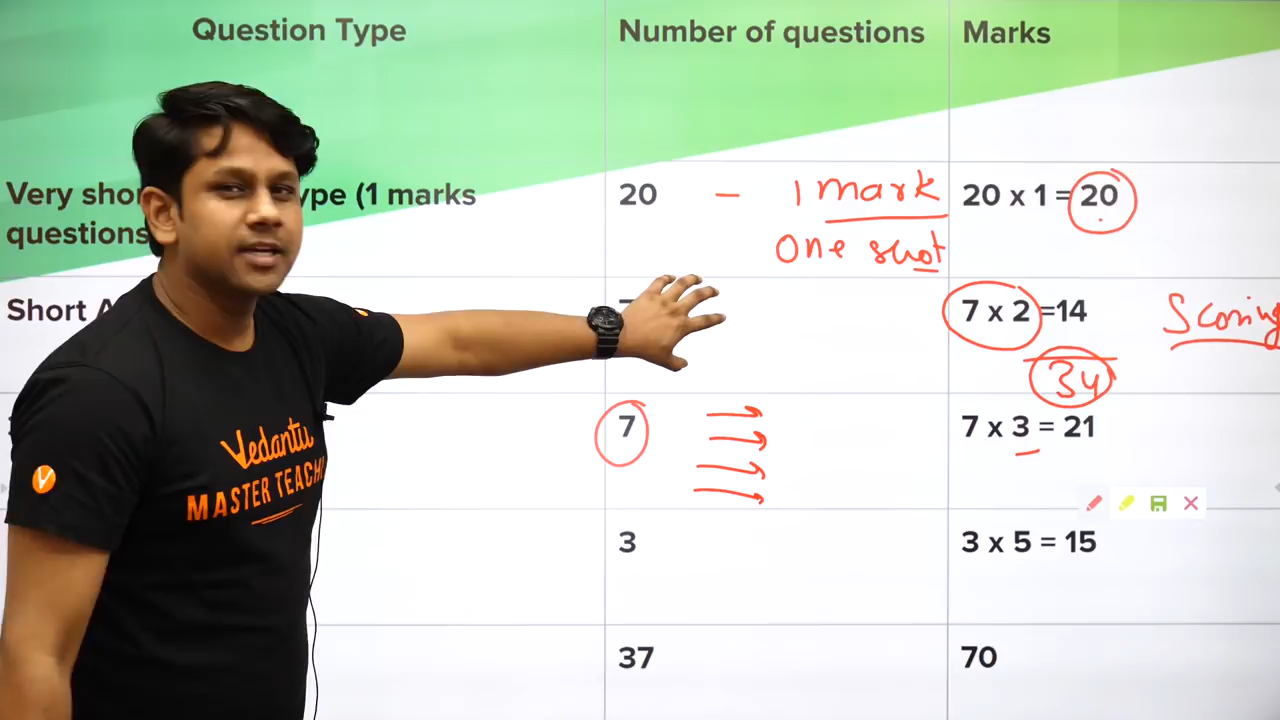 Question Type Number of questions Marks
Very shor ype (1 marks 20 - 1 mark 20 x 1 = 20
questions One shot
Short A 7 x 2 =14 Scoring
34
7 7 x 3 = 21
3 3 x 5 = 15
37 70
Vedantu
MASTER TEACH
V